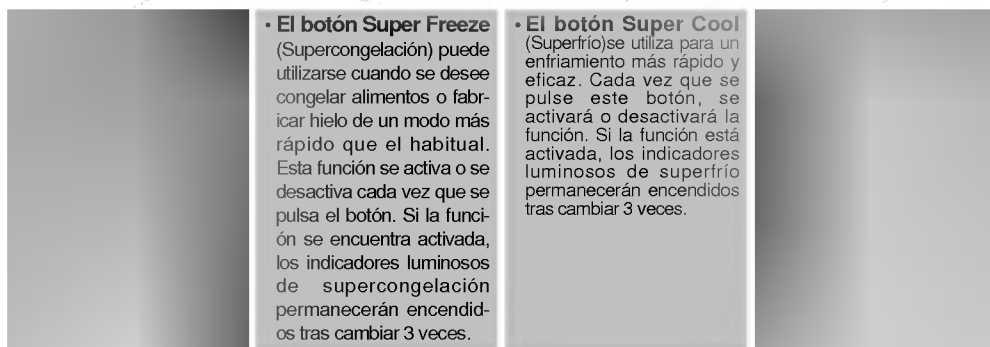 • El botón Super Freeze
(Supercongelación) puede
utilizarse cuando se desee
congelar alimentos o fabr-
icar hielo de un modo más
rápido que el habitual.
Esta función se activa o se
desactiva cada vez que se
pulsa el botón. Si la funci-
ón se encuentra activada,
los indicadores luminosos
de supercongelación
permanecerán encendid-
os tras cambiar 3 veces.
• El botón Super Cool
(Superfrío)se utiliza para un
enfriamiento más rápido y
eficaz. Cada vez que se
pulse este botón, se
activará o desactivará la
función. Si la función está
activada, los indicadores
luminosos de superfrío
permanecerán encendidos
tras cambiar 3 veces.